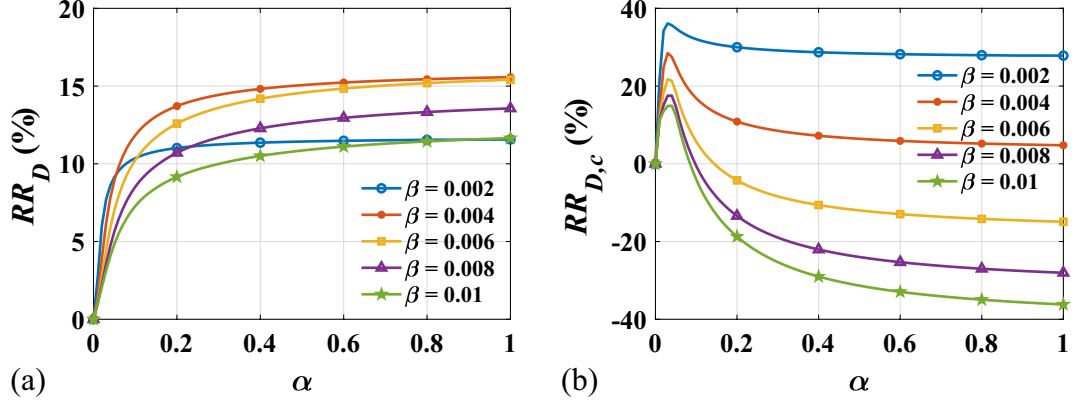 20
15
10
5
0
0 0.2 0.4 0.6 0.8 1
RR_D (%)
α
β = 0.002
β = 0.004
β = 0.006
β = 0.008
β = 0.01
(a)
40
20
0
-20
-40
0 0.2 0.4 0.6 0.8 1
RR_{D,c} (%)
α
β = 0.002
β = 0.004
β = 0.006
β = 0.008
β = 0.01
(b)